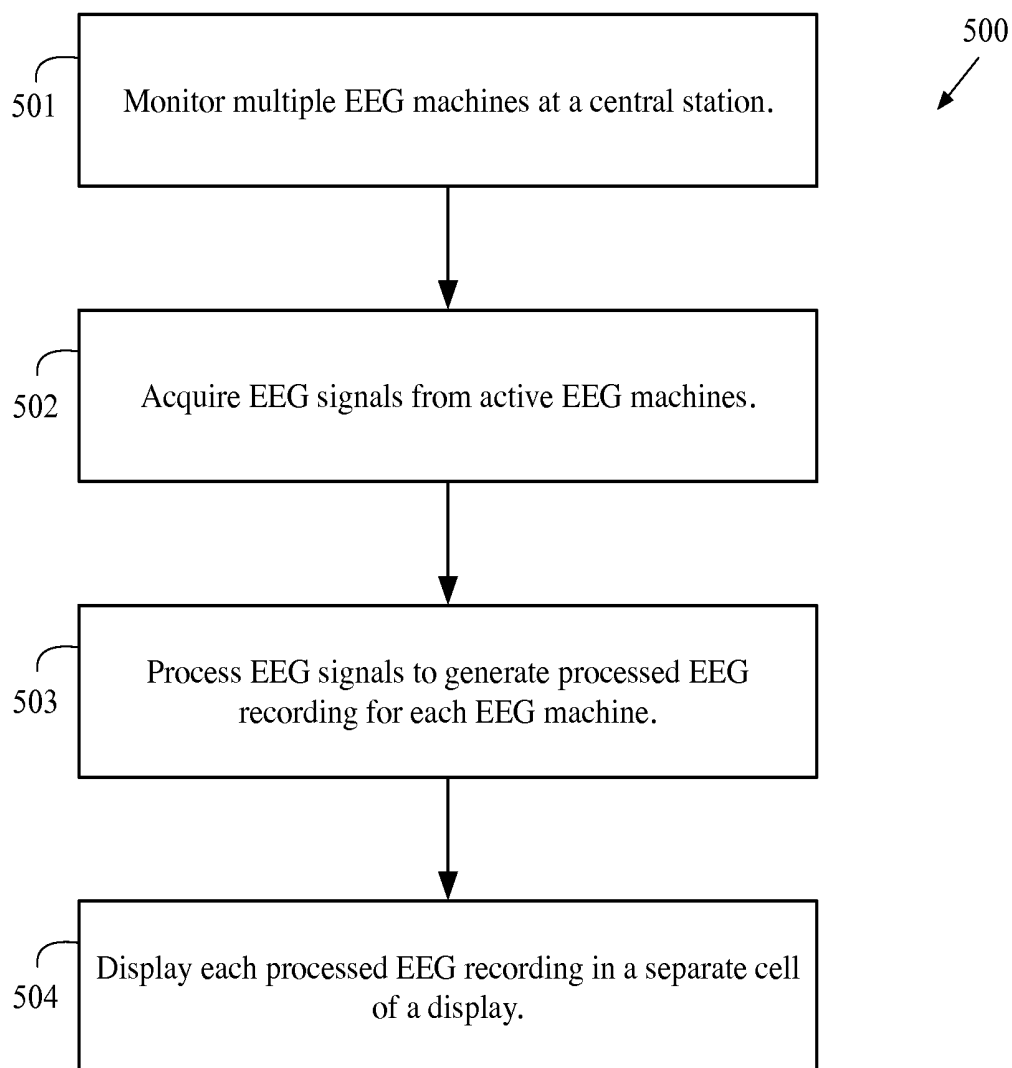 500
501
Monitor multiple EEG machines at a central station.
502
Acquire EEG signals from active EEG machines.
503
Process EEG signals to generate processed EEG
recording for each EEG machine.
504
Display each processed EEG recording in a separate cell
of a display.